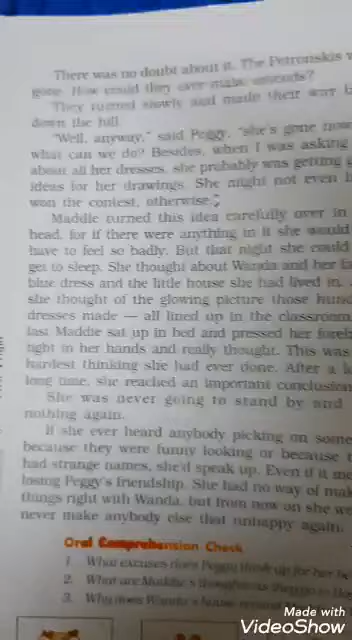 There was no doubt about it. The Petronskis w
gone. How could they ever make amends?
They turned slowly and made their way b
down the hill.
"Well, anyway," said Peggy, "she's gone now
what can we do? Besides, when I was asking
about all her dresses, she probably was getting g
ideas for her drawings. She might not even h
won the contest, otherwise."
Maddie turned this idea carefully over in
head, for if there were anything in it she would
have to feel so badly. But that night she could
get to sleep. She thought about Wanda and her fa
blue dress and the little house she had lived in.
she thought of the glowing picture those hund
dresses made — all lined up in the classroom
last Maddie sat up in bed and pressed her foreh
tight in her hands and really thought. This was
hardest thinking she had ever done. After a lo
long time, she reached an important conclusion
She was never going to stand by and
nothing again.
If she ever heard anybody picking on some
because they were funny looking or because t
had strange names, she'd speak up. Even if it me
losing Peggy's friendship. She had no way of mak
things right with Wanda, but from now on she w
never make anybody else that unhappy again.
Oral Comprehension Check
1. What excuses does Peggy think up for her be
2. What are Maddie's thoughts as they go to
3. Why does Wanda's house remind
Made with
VideoShow